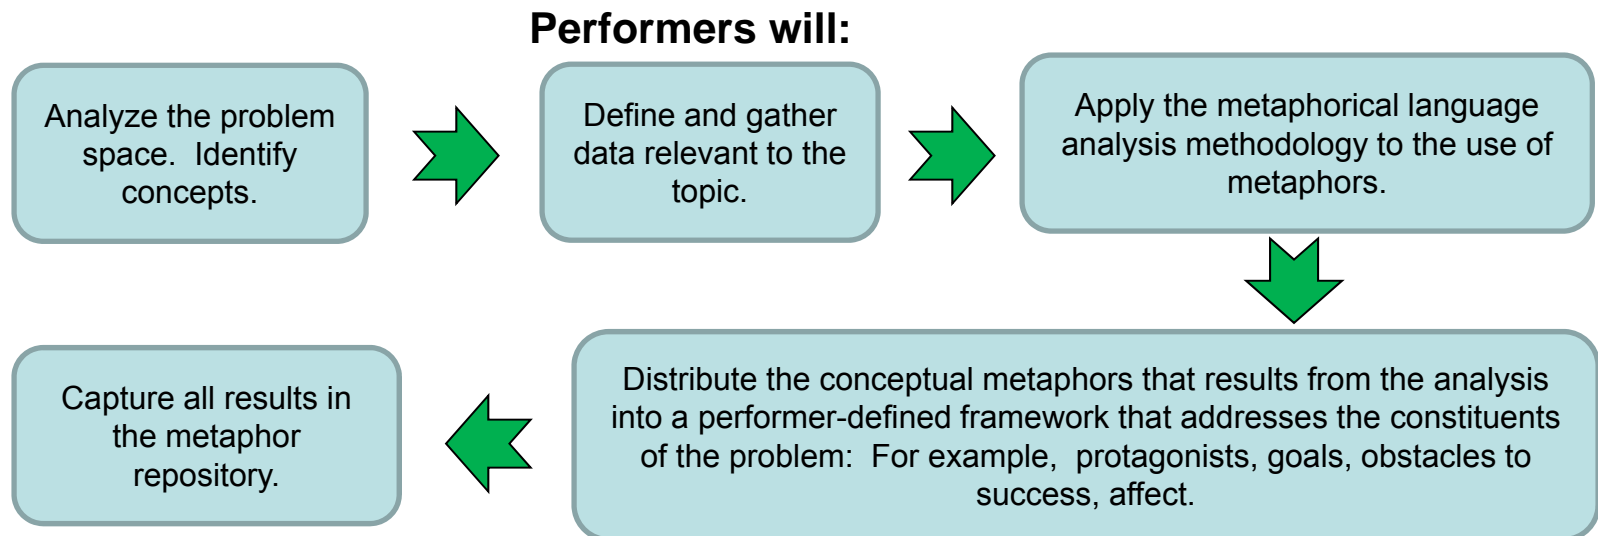 Performers will:
Analyze the problem
space.  Identify
concepts.
Define and gather
data relevant to the
topic.
Apply the metaphorical language
analysis methodology to the use of
metaphors.
Distribute the conceptual metaphors that results from the analysis
into a performer-defined framework that addresses the constituents
of the problem:  For example,  protagonists, goals, obstacles to
success, affect.
Capture all results in
the metaphor
repository.